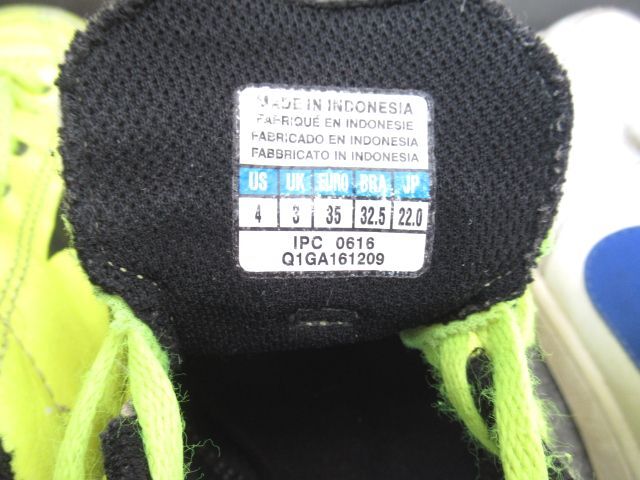 MADE IN INDONESIA
FABRIQUÉ EN INDONESIE
FABRICADO EN INDONESIA
FABBRICATO IN INDONESIA
US UK EURO BRA JP
4 3 35 32.5 22.0
IPC 0616
Q1GA161209